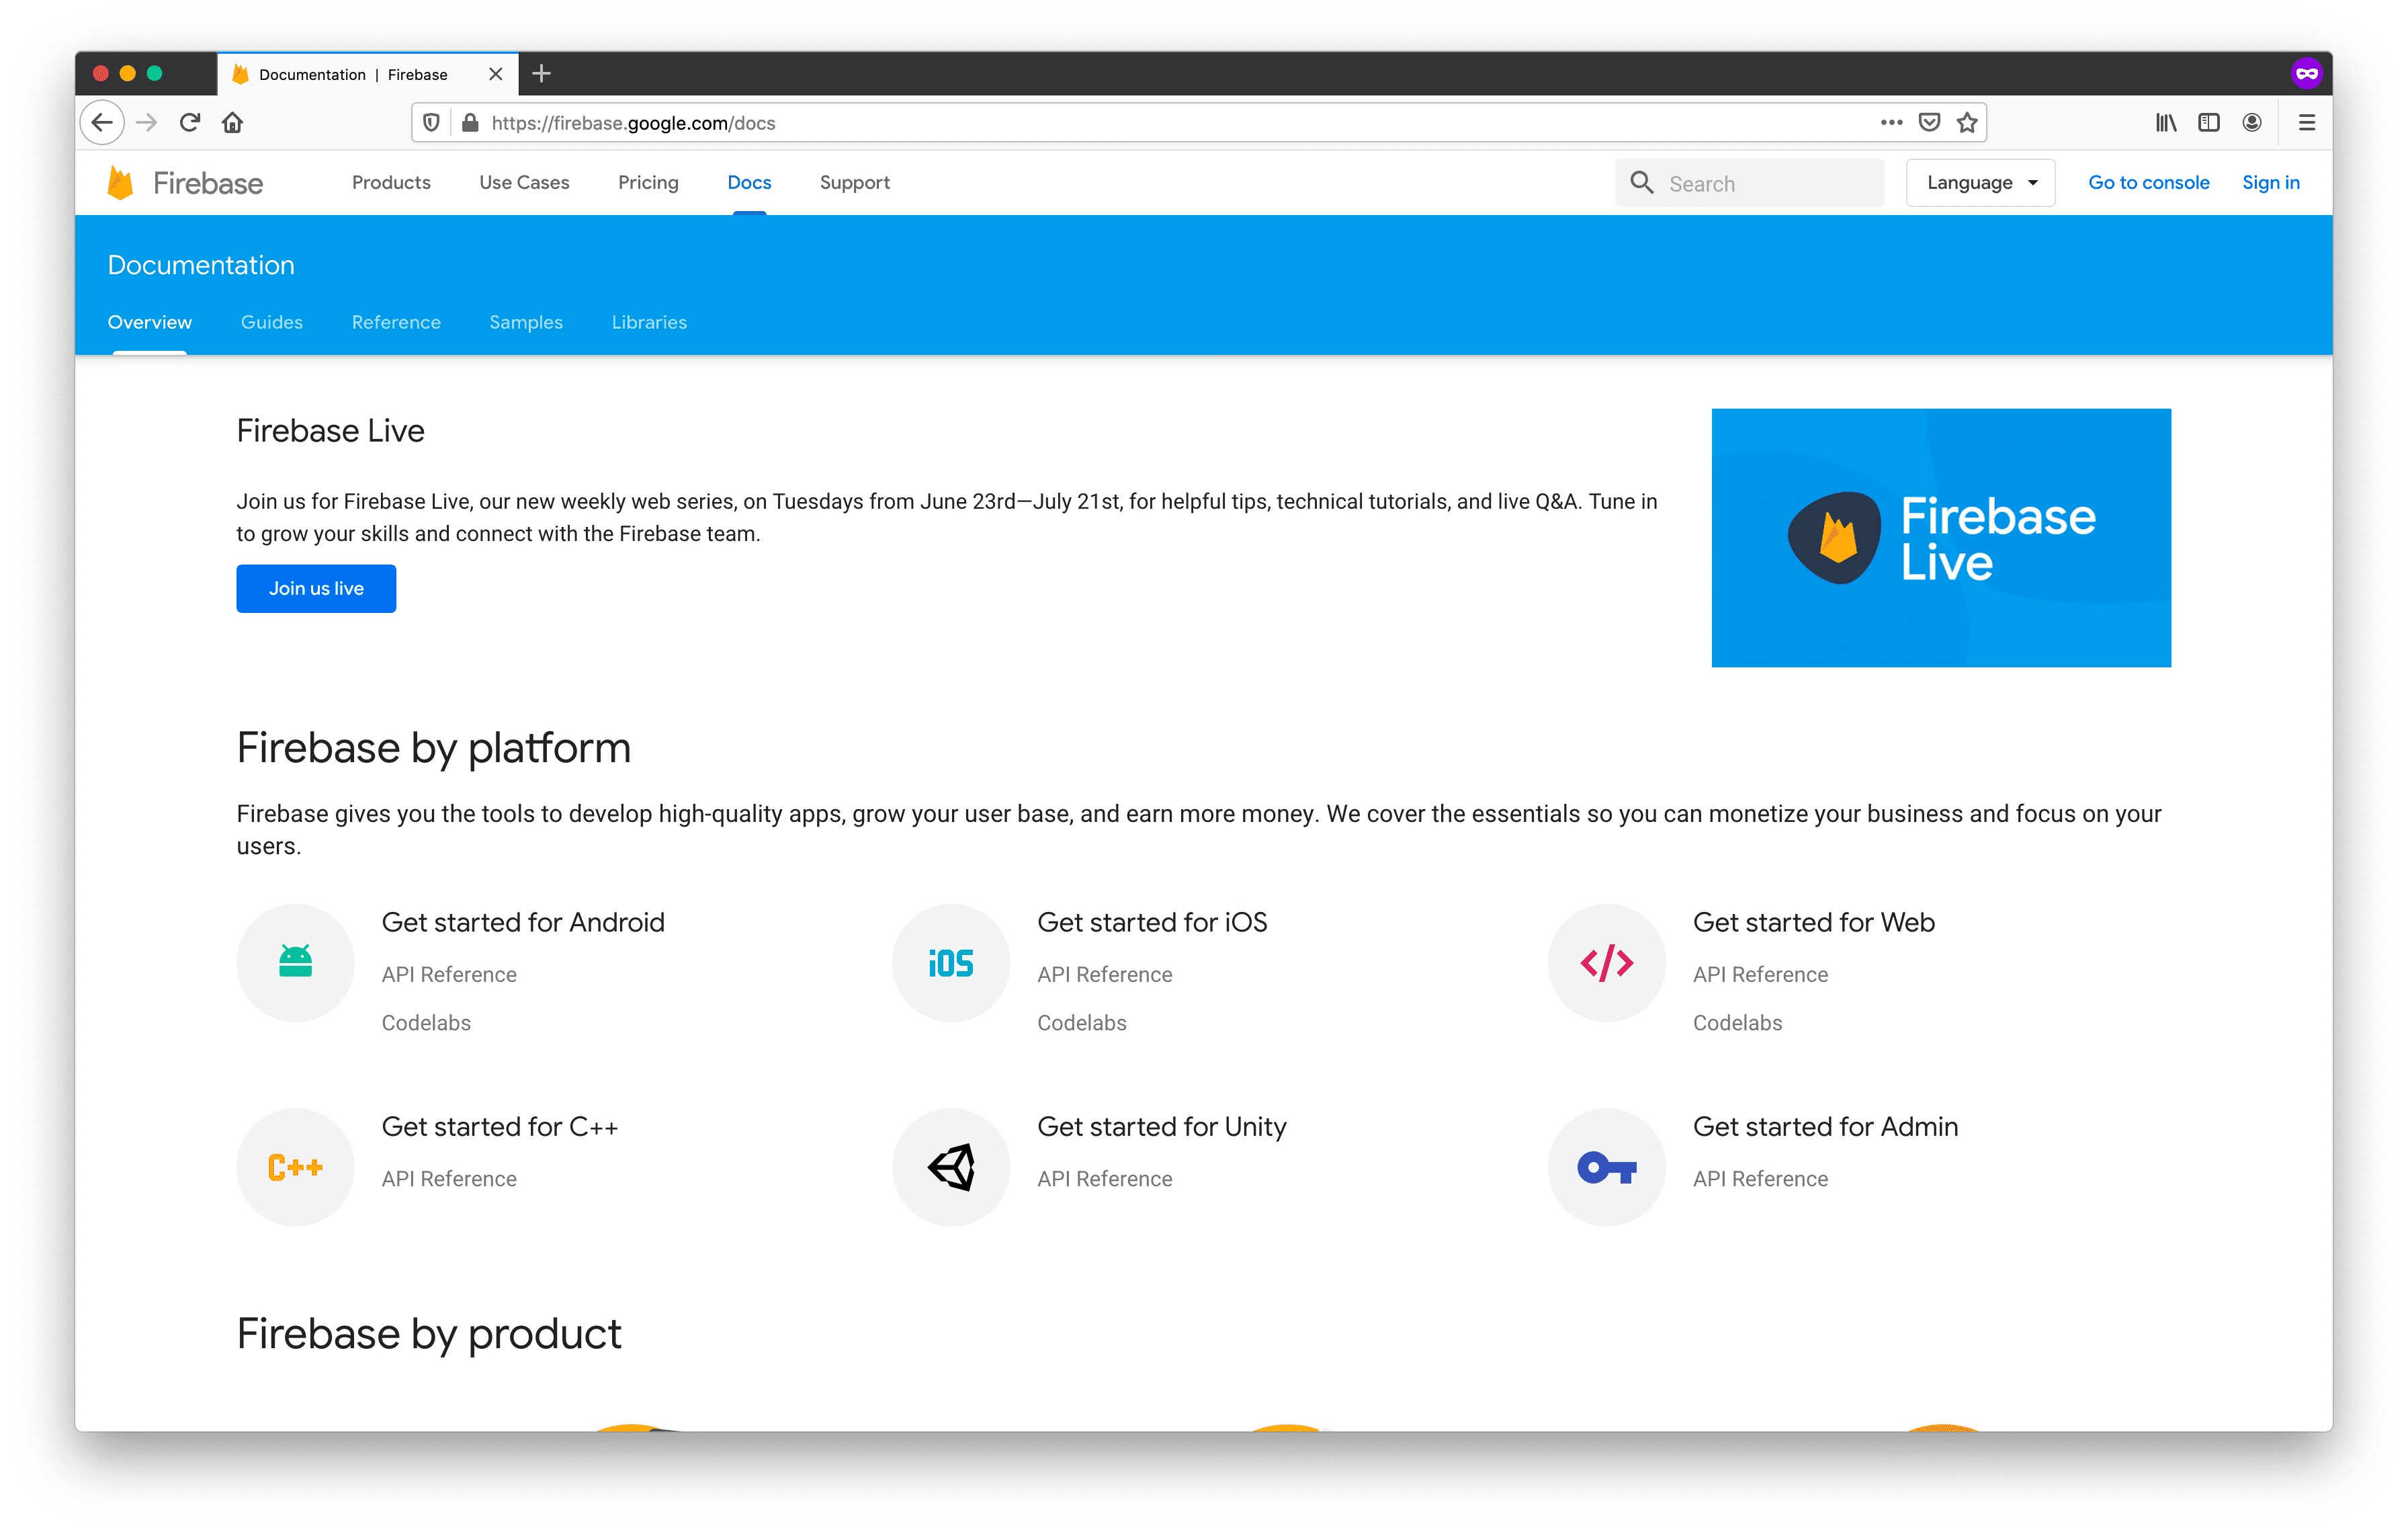 Documentation | Firebase
https://firebase.google.com/docs
Firebase
Products
Use Cases
Pricing
Docs
Support
Search
Language
Go to console
Sign in
Documentation
Overview
Guides
Reference
Samples
Libraries
Firebase Live
Join us for Firebase Live, our new weekly web series, on Tuesdays from June 23rd—July 21st, for helpful tips, technical tutorials, and live Q&A. Tune in
to grow your skills and connect with the Firebase team.
Join us live
Firebase
Live
Firebase by platform
Firebase gives you the tools to develop high-quality apps, grow your user base, and earn more money. We cover the essentials so you can monetize your business and focus on your
users.
Get started for Android
API Reference
Codelabs
iOS
Get started for iOS
API Reference
Codelabs
</>
Get started for Web
API Reference
Codelabs
C++
Get started for C++
API Reference
Get started for Unity
API Reference
Get started for Admin
API Reference
Firebase by product